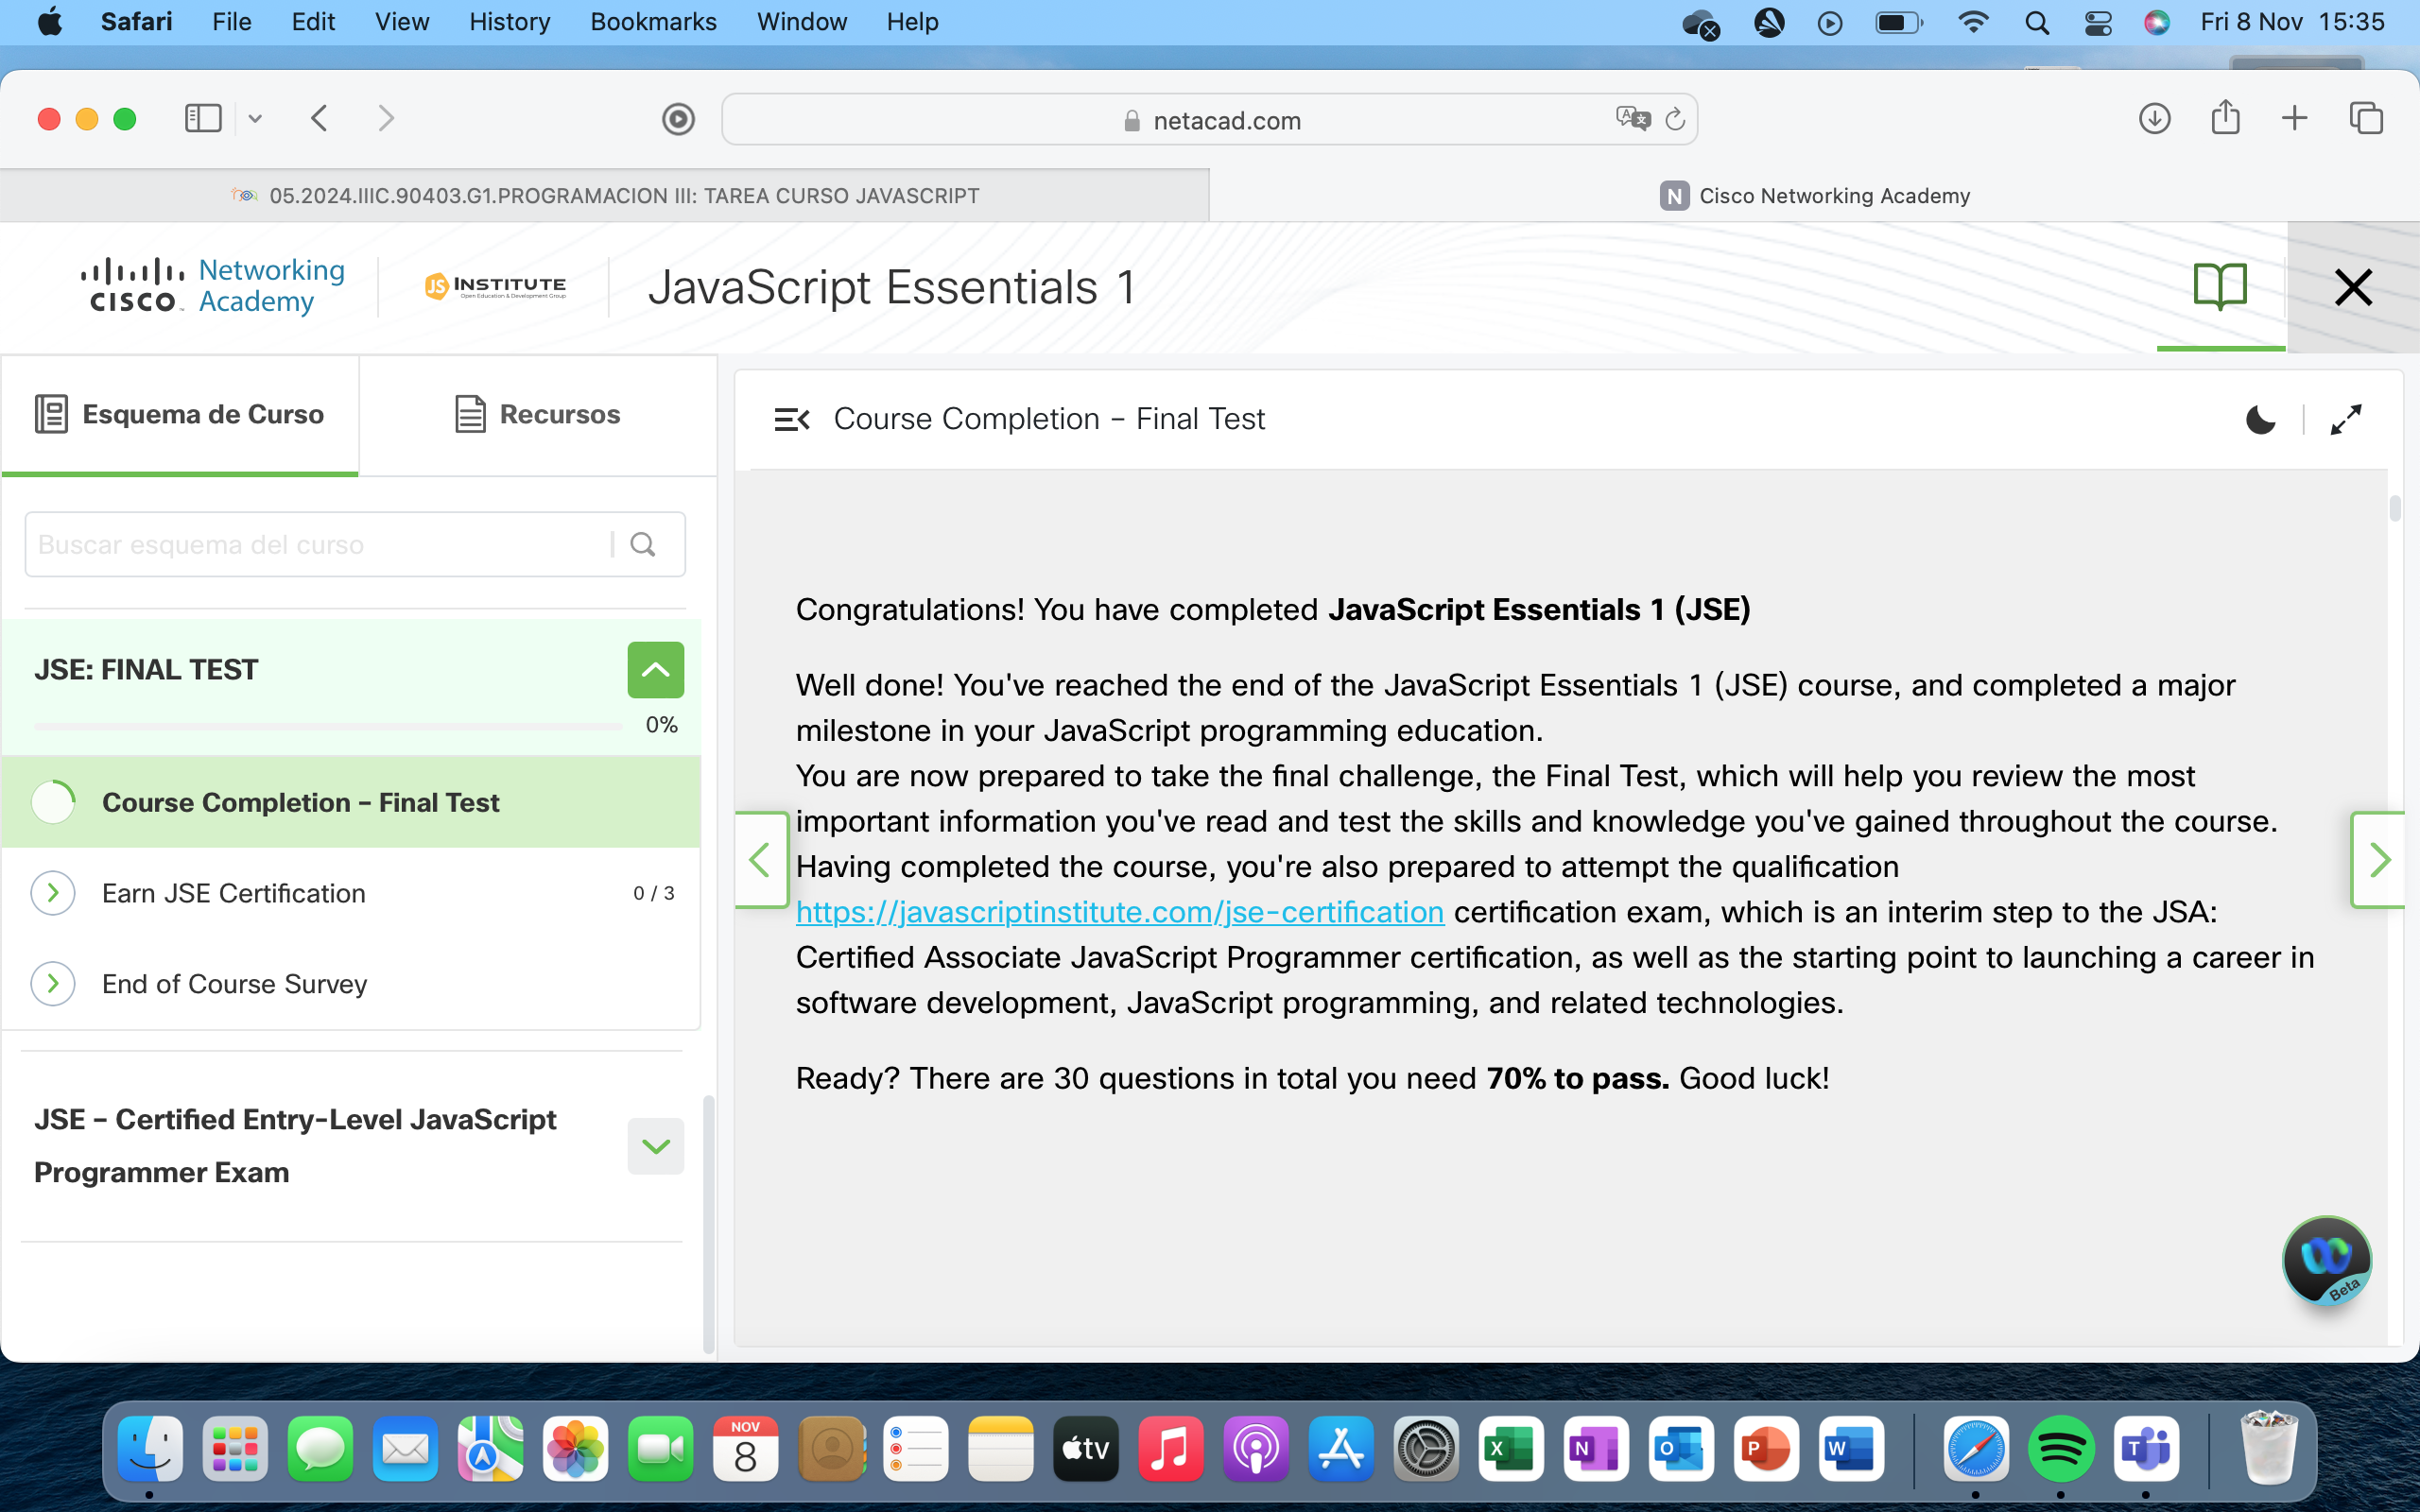 Safari File Edit View History Bookmarks Window Help Fri 8 Nov 15:35
netacad.com
05.2024.IIIC.90403.G1.PROGRAMACION III: TAREA CURSO JAVASCRIPT
N Cisco Networking Academy
CISCO Networking Academy
JS INSTITUTE
Open Education & Development Group
JavaScript Essentials 1
Esquema de Curso
Recursos
Buscar esquema del curso
JSE: FINAL TEST
0%
Course Completion – Final Test
Earn JSE Certification 0 / 3
End of Course Survey
JSE – Certified Entry-Level JavaScript
Programmer Exam
Course Completion – Final Test
Congratulations! You have completed JavaScript Essentials 1 (JSE)
Well done! You've reached the end of the JavaScript Essentials 1 (JSE) course, and completed a major
milestone in your JavaScript programming education.
You are now prepared to take the final challenge, the Final Test, which will help you review the most
important information you've read and test the skills and knowledge you've gained throughout the course.
Having completed the course, you're also prepared to attempt the qualification
https://javascriptinstitute.com/jse-certification certification exam, which is an interim step to the JSA:
Certified Associate JavaScript Programmer certification, as well as the starting point to launching a career in
software development, JavaScript programming, and related technologies.
Ready? There are 30 questions in total you need 70% to pass. Good luck!
Beta
NOV
8
tv
X
N
O
P
W
T